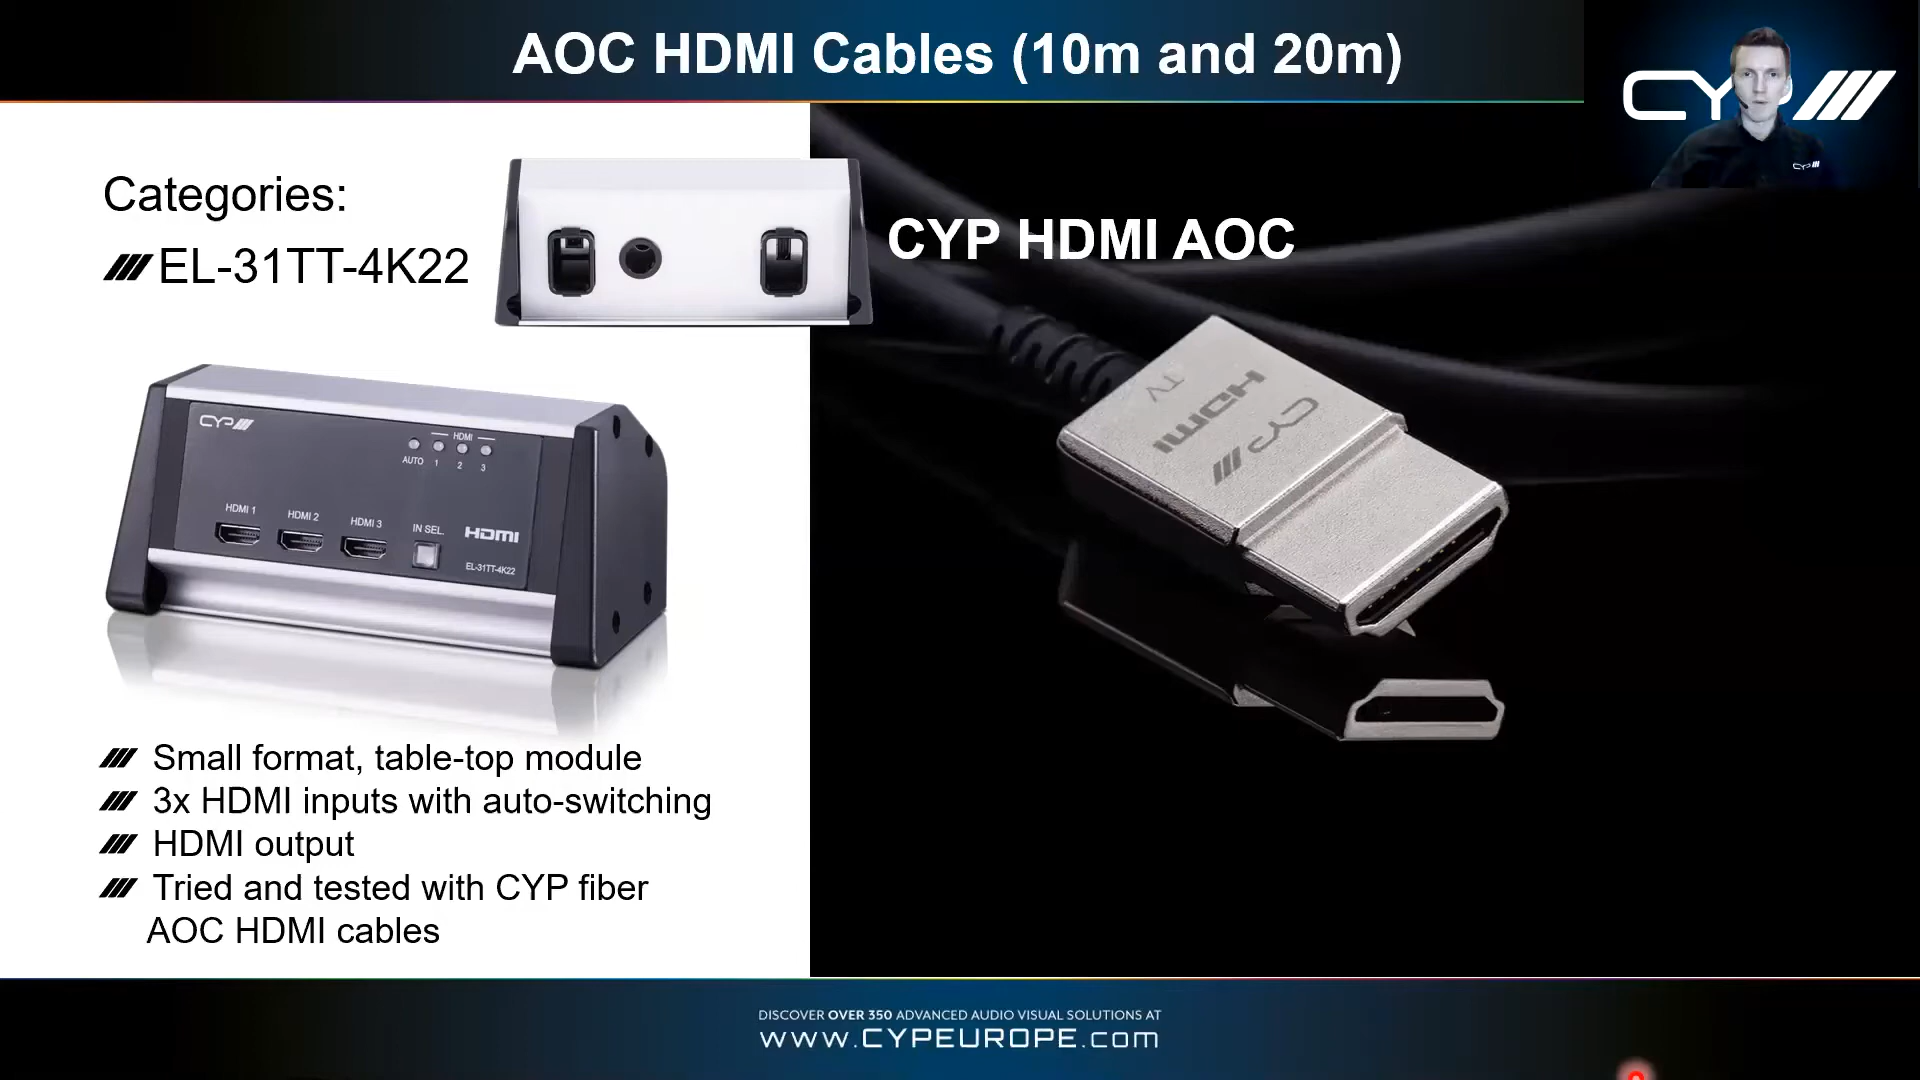 AOC HDMI Cables (10m and 20m)
CYP
CYP
Categories:
EL-31TT-4K22
CYP HDMI AOC
TV
HDMI
CYP
CYP
HDMI
AUTO 1 2 3
HDMI 1 HDMI 2 HDMI 3 IN SEL. HDMI
EL-31TT-4K22
Small format, table-top module
3x HDMI inputs with auto-switching
HDMI output
Tried and tested with CYP fiber
AOC HDMI cables
DISCOVER OVER 350 ADVANCED AUDIO VISUAL SOLUTIONS AT
www.CYPEUROPE.com